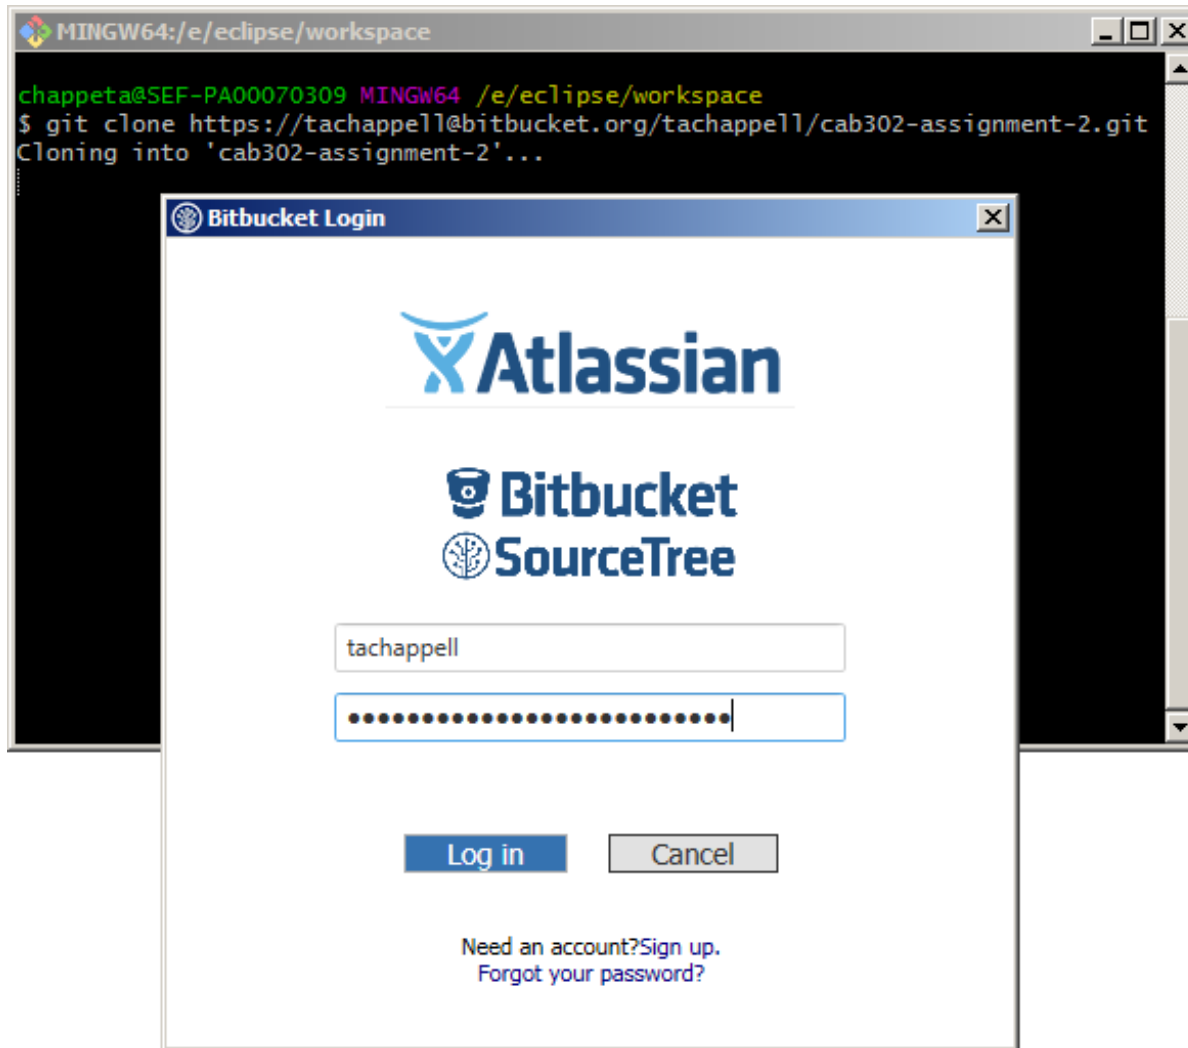 MINGW64:/e/eclipse/workspace
chappeta@SEF-PA00070309 MINGW64 /e/eclipse/workspace
$ git clone https://tachappell@bitbucket.org/tachappell/cab302-assignment-2.git
Cloning into 'cab302-assignment-2'...
Bitbucket Login
Atlassian
Bitbucket
SourceTree
tachappell
••••••••••••••••••••••••••
Log in Cancel
Need an account?Sign up.
Forgot your password?